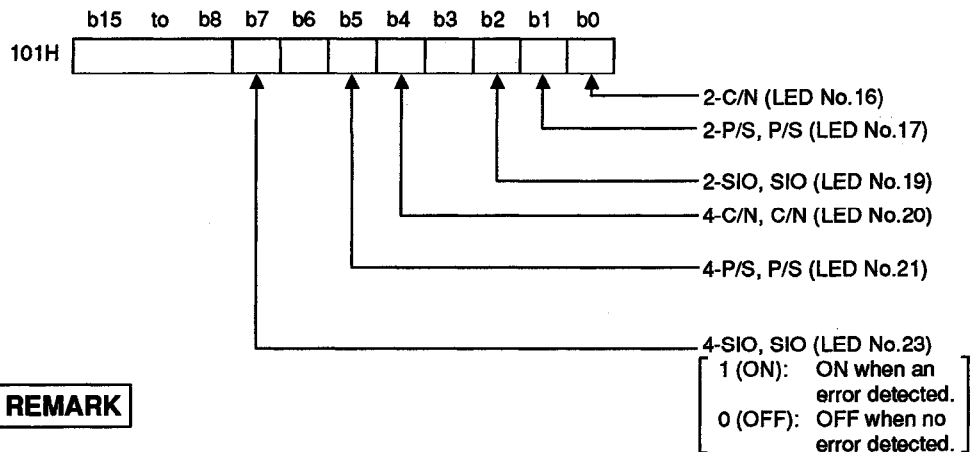 b15 to b8 b7 b6 b5 b4 b3 b2 b1 b0
101H
2-C/N (LED No.16)
2-P/S, P/S (LED No.17)
2-SIO, SIO (LED No.19)
4-C/N, C/N (LED No.20)
4-P/S, P/S (LED No.21)
4-SIO, SIO (LED No.23)
1 (ON): ON when an
error detected.
0 (OFF): OFF when no
error detected.
REMARK